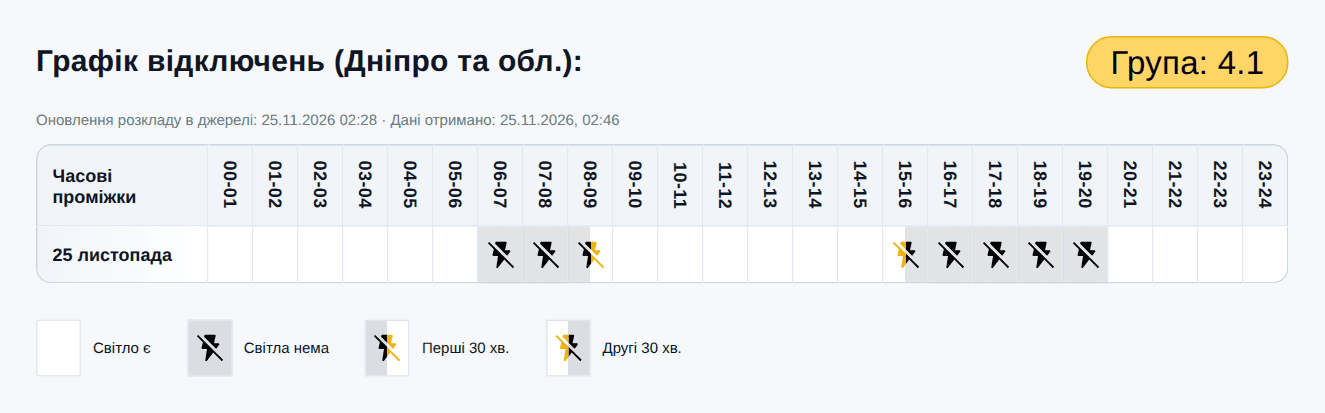 Графік відключень (Дніпро та обл.):
Група: 4.1
Оновлення розкладу в джерелі: 25.11.2026 02:28 · Дані отримано: 25.11.2026, 02:46
Часові
проміжки
00-01
01-02
02-03
03-04
04-05
05-06
06-07
07-08
08-09
09-10
10-11
11-12
12-13
13-14
14-15
15-16
16-17
17-18
18-19
19-20
20-21
21-22
22-23
23-24
25 листопада
Світло є
Світла нема
Перші 30 хв.
Другі 30 хв.